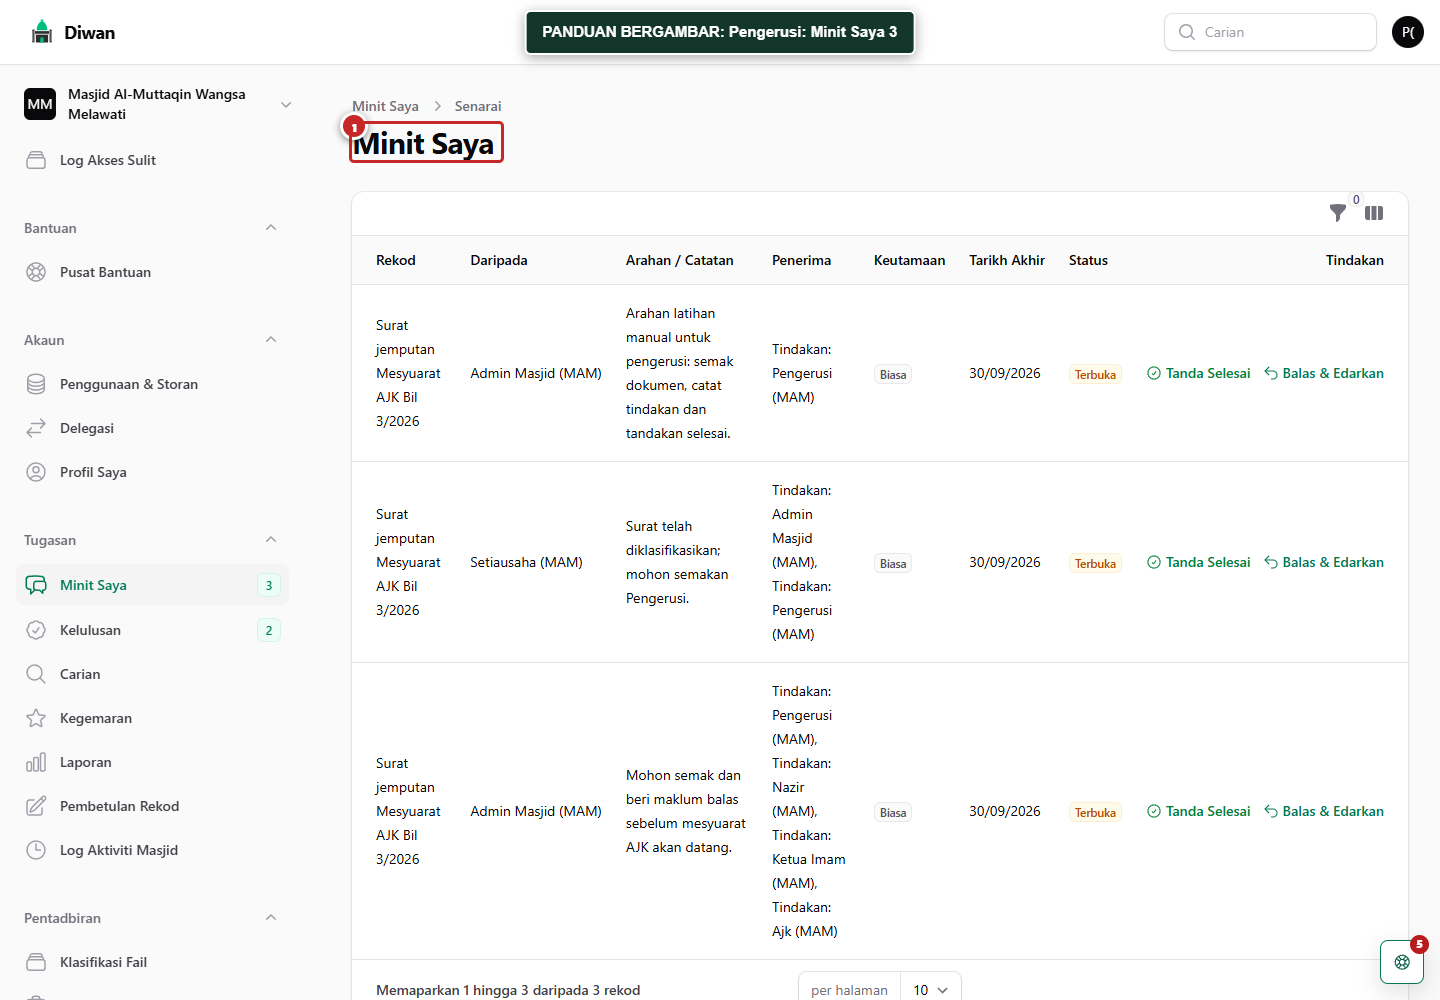 Diwan
PANDUAN BERGAMBAR: Pengerusi: Minit Saya 3
Carian
P(
MM
Masjid Al-Muttaqin Wangsa
Melawati
Log Akses Sulit
Bantuan
Pusat Bantuan
Akaun
Penggunaan & Storan
Delegasi
Profil Saya
Tugasan
Minit Saya
3
Kelulusan
2
Carian
Kegemaran
Laporan
Pembetulan Rekod
Log Aktiviti Masjid
Pentadbiran
Klasifikasi Fail
Minit Saya
Senarai
1
Minit Saya
0
Rekod
Daripada
Arahan / Catatan
Penerima
Keutamaan
Tarikh Akhir
Status
Tindakan
Surat
jemputan
Mesyuarat
AJK Bil
3/2026
Admin Masjid (MAM)
Arahan latihan
manual untuk
pengerusi: semak
dokumen, catat
tindakan dan
tandakan selesai.
Tindakan:
Pengerusi
(MAM)
Biasa
30/09/2026
Terbuka
Tanda Selesai
Balas & Edarkan
Surat
jemputan
Mesyuarat
AJK Bil
3/2026
Setiausaha (MAM)
Surat telah
diklasifikasikan;
mohon semakan
Pengerusi.
Tindakan:
Admin
Masjid
(MAM),
Tindakan:
Pengerusi
(MAM)
Biasa
30/09/2026
Terbuka
Tanda Selesai
Balas & Edarkan
Surat
jemputan
Mesyuarat
AJK Bil
3/2026
Admin Masjid (MAM)
Mohon semak dan
beri maklum balas
sebelum mesyuarat
AJK akan datang.
Tindakan:
Pengerusi
(MAM),
Tindakan:
Nazir
(MAM),
Tindakan:
Ketua Imam
(MAM),
Tindakan:
Ajk (MAM)
Biasa
30/09/2026
Terbuka
Tanda Selesai
Balas & Edarkan
Memaparkan 1 hingga 3 daripada 3 rekod
per halaman
10
5